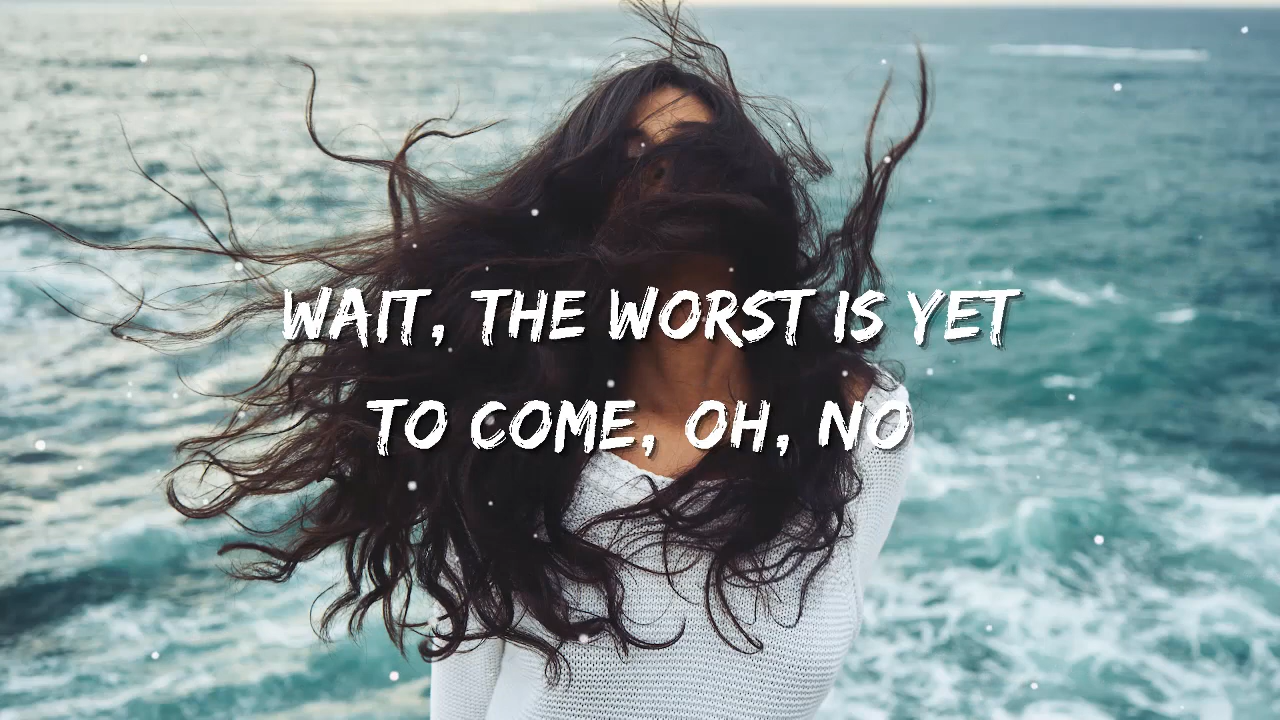 WAIT, THE WORST IS YET
TO COME, OH, NO